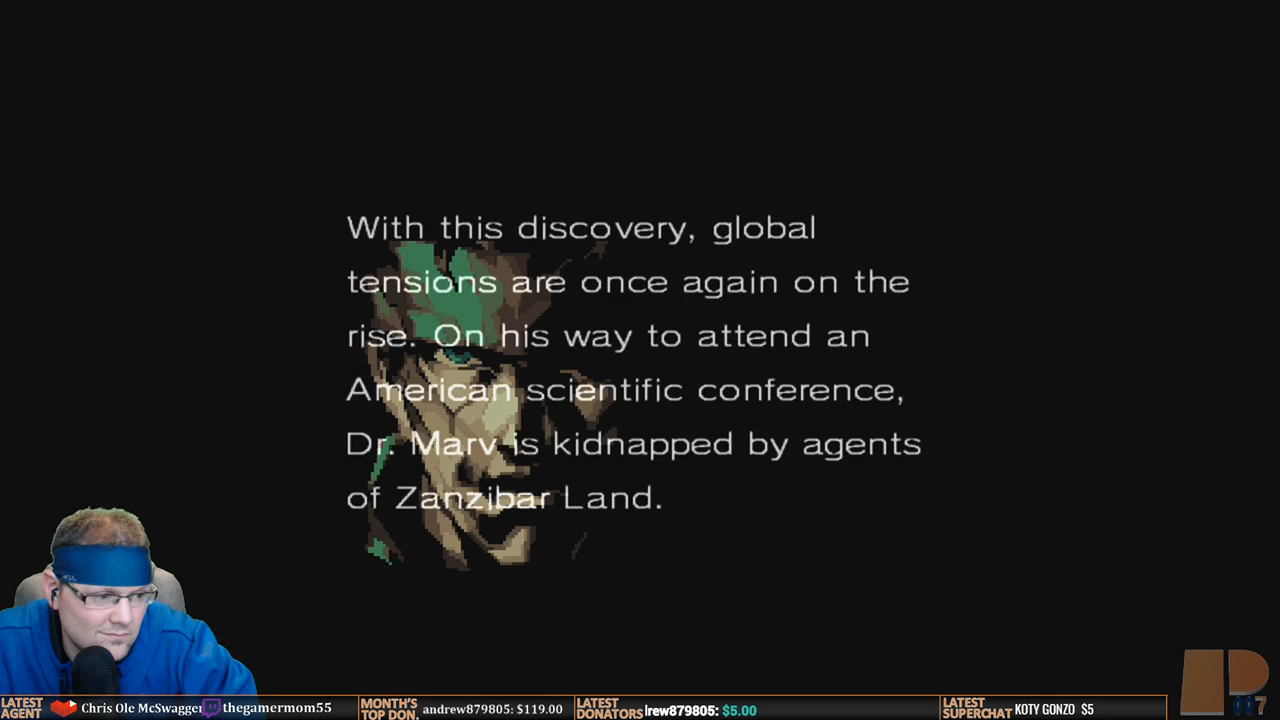 With this discovery, global
tensions are once again on the
rise. On his way to attend an
American scientific conference,
Dr. Marv is kidnapped by agents
of Zanzibar Land.
LATEST AGENT Chris Ole McSwagger thegamermom55
MONTH'S TOP DON. andrew879805: $119.00
LATEST DONATORS rew879805: $5.00
LATEST SUPERCHAT KOTY GONZO $5
P
7